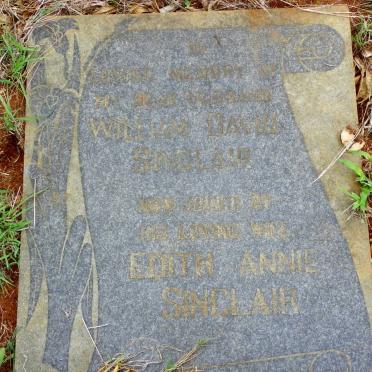 IN
LOVING MEMORY OF
MY DEAR HUSBAND
WILLIAM DAVID
SINCLAIR
NOW JOINED BY
HIS LOVING WIFE
EDITH ANNIE
SINCLAIR